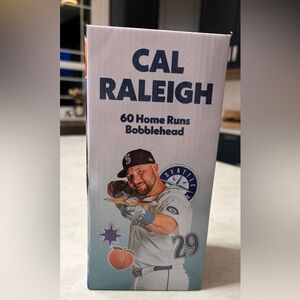 CAL
RALEIGH
60 Home Runs
Bobblehead
S
SEATTLE
29